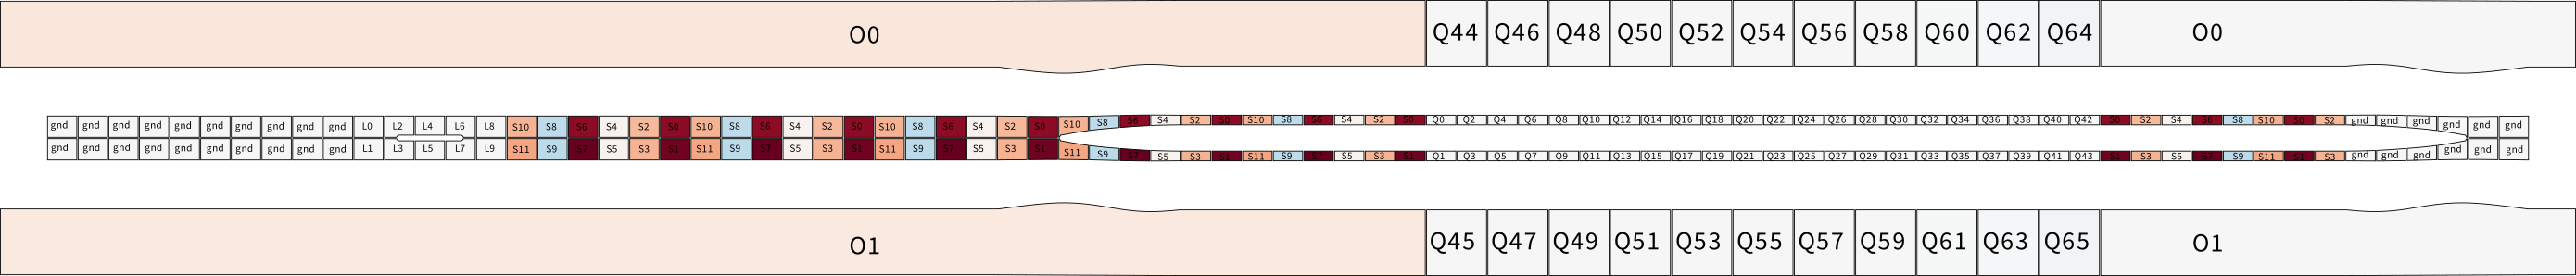 O0 Q44 Q46 Q48 Q50 Q52 Q54 Q56 Q58 Q60 Q62 Q64 O0
gnd gnd gnd gnd gnd gnd gnd gnd gnd gnd L0 L2 L4 L6 L8 S10 S8 S6 S4 S2 S0 S10 S8 S6 S4 S2 S0 S10 S8 S6 S4 S2 S0 S10 S8 S6 S4 S2 S0 S10 S8 S6 S4 S2 S0 Q0 Q2 Q4 Q6 Q8 Q10 Q12 Q14 Q16 Q18 Q20 Q22 Q24 Q26 Q28 Q30 Q32 Q34 Q36 Q38 Q40 Q42 S0 S2 S4 S6 S8 S10 S0 S2 gnd gnd gnd gnd gnd gnd
gnd gnd gnd gnd gnd gnd gnd gnd gnd gnd L1 L3 L5 L7 L9 S11 S9 S7 S5 S3 S1 S11 S9 S7 S5 S3 S1 S11 S9 S7 S5 S3 S1 S11 S9 S7 S5 S3 S1 S11 S9 S7 S5 S3 S1 Q1 Q3 Q5 Q7 Q9 Q11 Q13 Q15 Q17 Q19 Q21 Q23 Q25 Q27 Q29 Q31 Q33 Q35 Q37 Q39 Q41 Q43 S1 S3 S5 S7 S9 S11 S1 S3 gnd gnd gnd gnd gnd gnd
O1 Q45 Q47 Q49 Q51 Q53 Q55 Q57 Q59 Q61 Q63 Q65 O1